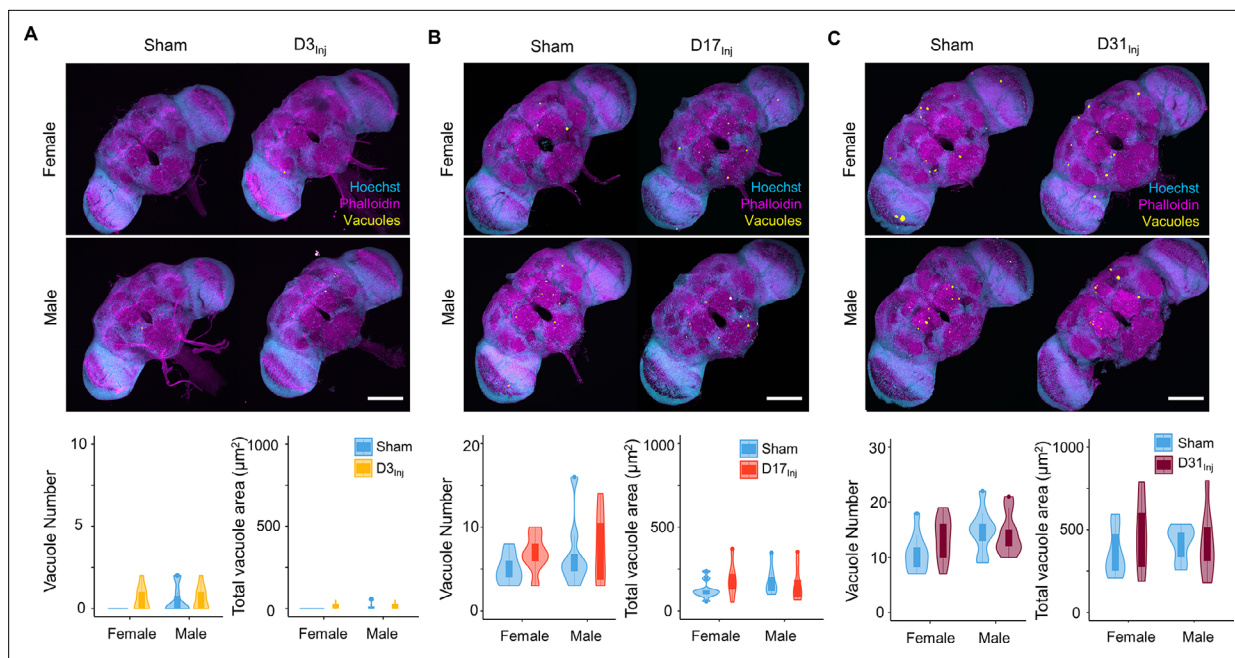 A
Sham D3Inj
Female
Hoechst
Phalloidin
Vacuoles
Male
10
5
0
Vacuole Number
Female Male
1000
500
0
Total vacuole area (µm²)
Sham
D3Inj
Female Male
B
Sham D17Inj
Female
Hoechst
Phalloidin
Vacuoles
Male
20
10
0
Vacuole Number
Female Male
1000
500
250
0
Total vacuole area (µm²)
Sham
D17Inj
Female Male
C
Sham D31Inj
Female
Hoechst
Phalloidin
Vacuoles
Male
30
20
10
0
Vacuole Number
Female Male
1000
500
0
Total vacuole area (µm²)
Sham
D31Inj
Female Male